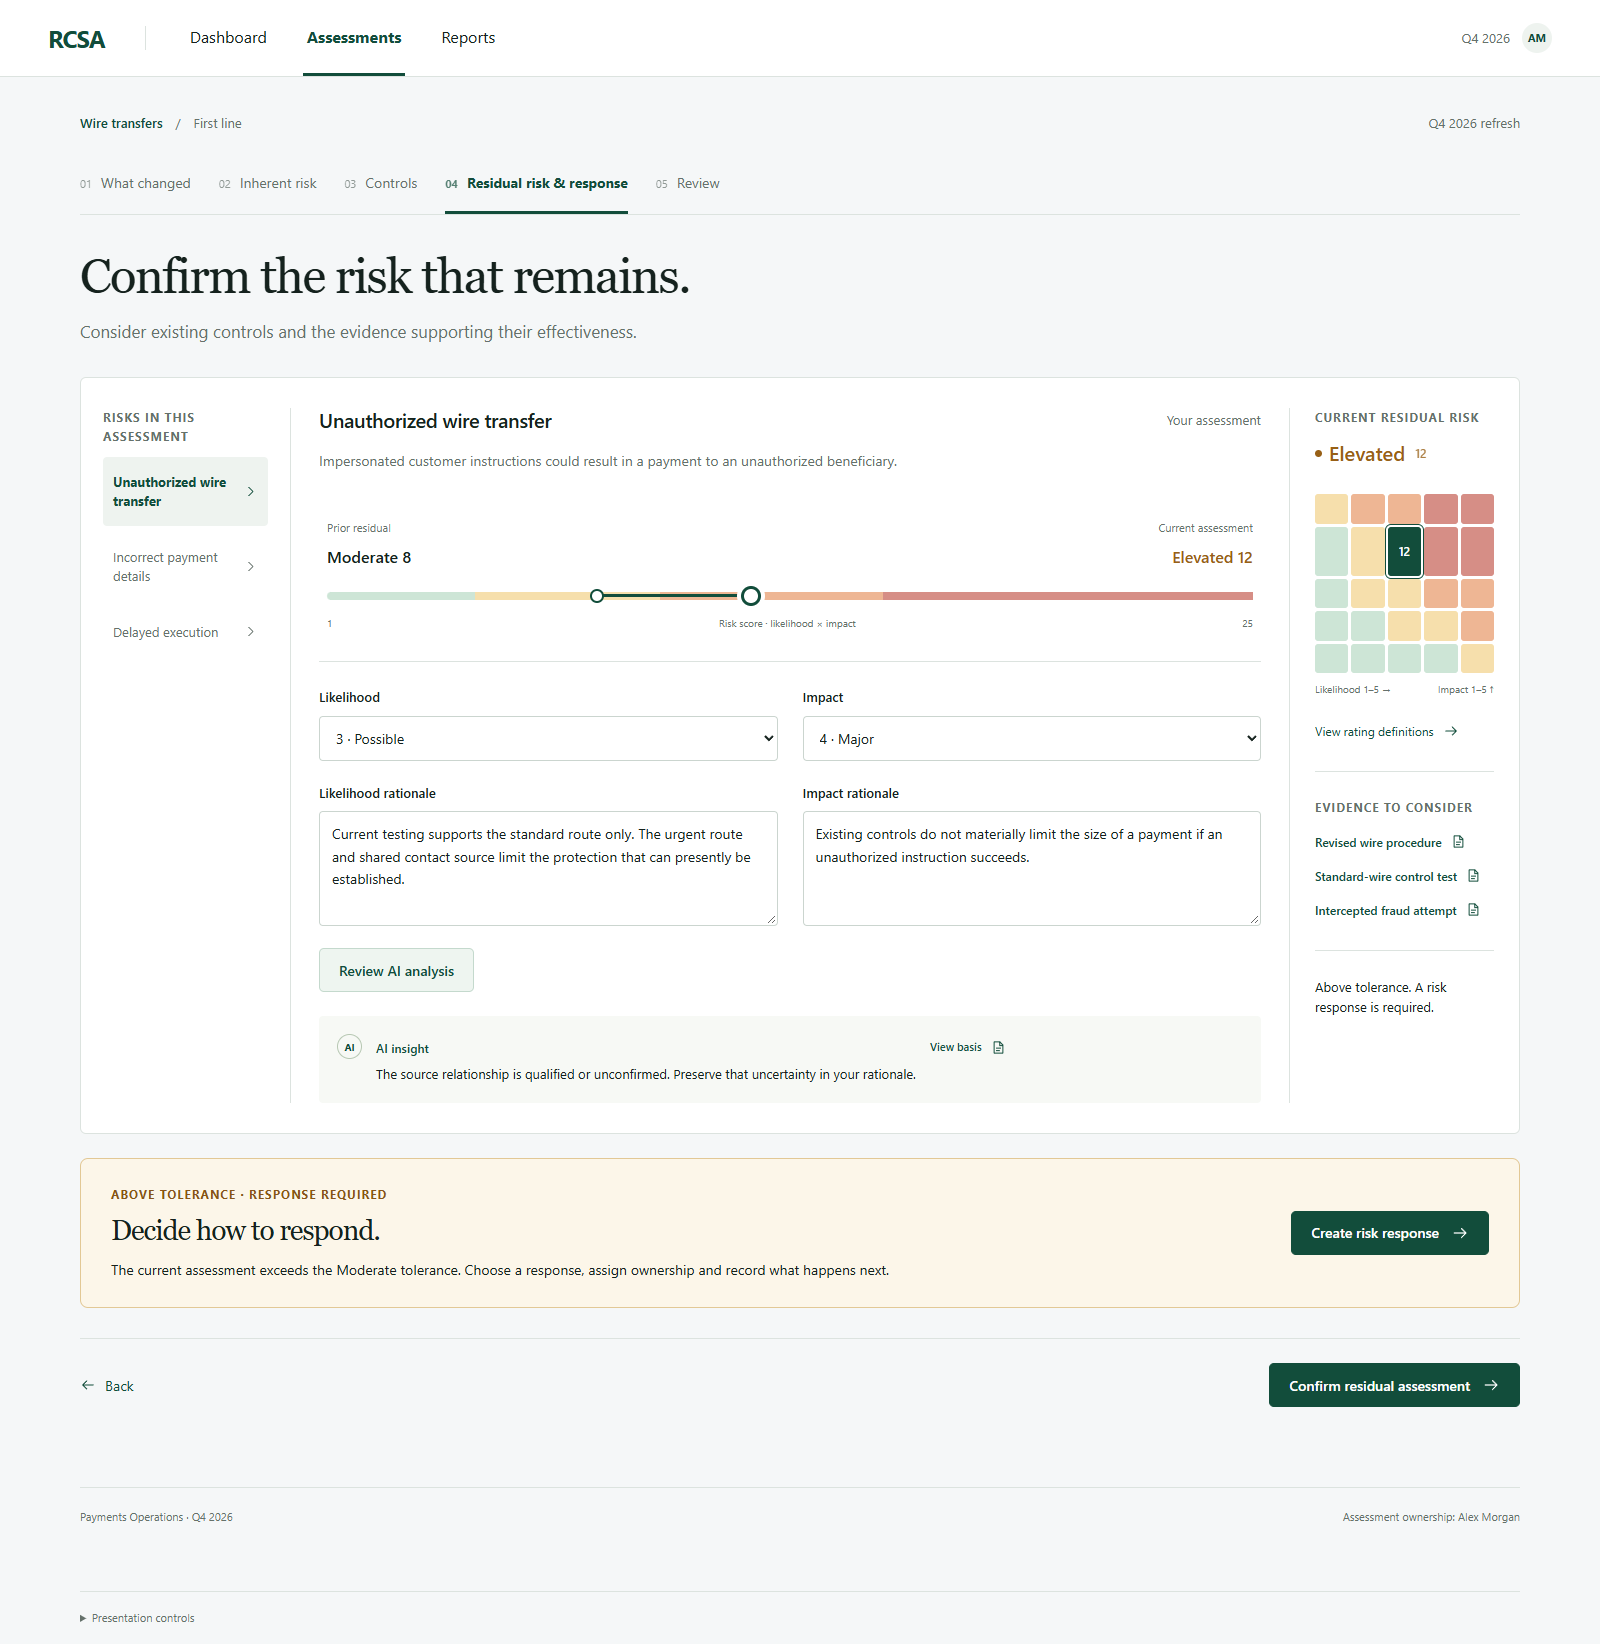 RCSA
Dashboard
Assessments
Reports
Q4 2026
AM
Wire transfers / First line
Q4 2026 refresh
01 What changed
02 Inherent risk
03 Controls
04 Residual risk & response
05 Review
Confirm the risk that remains.
Consider existing controls and the evidence supporting their effectiveness.
RISKS IN THIS
ASSESSMENT
Unauthorized wire
transfer
Incorrect payment
details
Delayed execution
Unauthorized wire transfer
Your assessment
Impersonated customer instructions could result in a payment to an unauthorized beneficiary.
Prior residual
Current assessment
Moderate 8
Elevated 12
1
Risk score · likelihood × impact
25
Likelihood
Impact
3 · Possible
4 · Major
Likelihood rationale
Impact rationale
Current testing supports the standard route only. The urgent route
and shared contact source limit the protection that can presently be
established.
Existing controls do not materially limit the size of a payment if an
unauthorized instruction succeeds.
Review AI analysis
AI
AI insight
View basis
The source relationship is qualified or unconfirmed. Preserve that uncertainty in your rationale.
CURRENT RESIDUAL RISK
Elevated 12
12
Likelihood 1–5 →
Impact 1–5 ↑
View rating definitions →
EVIDENCE TO CONSIDER
Revised wire procedure
Standard-wire control test
Intercepted fraud attempt
Above tolerance. A risk
response is required.
ABOVE TOLERANCE · RESPONSE REQUIRED
Decide how to respond.
The current assessment exceeds the Moderate tolerance. Choose a response, assign ownership and record what happens next.
Create risk response →
← Back
Confirm residual assessment →
Payments Operations · Q4 2026
Assessment ownership: Alex Morgan
Presentation controls